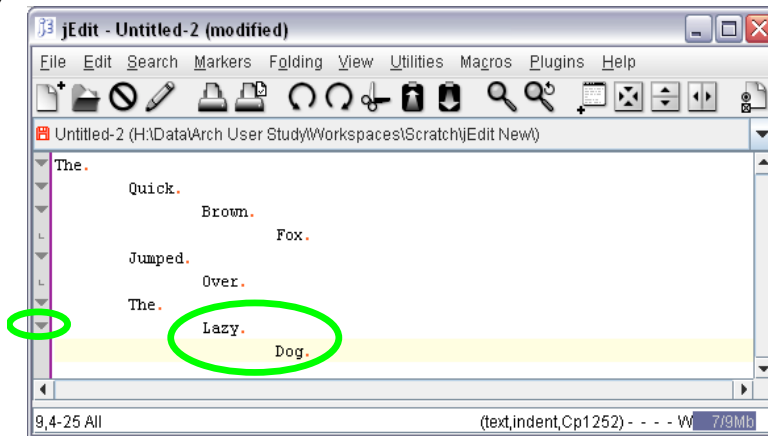 jEdit - Untitled-2 (modified)
File Edit Search Markers Folding View Utilities Macros Plugins Help
Untitled-2 (H:\Data\Arch User Study\Workspaces\Scratch\jEdit New\)
The.
Quick.
Brown.
Fox.
Jumped.
Over.
The.
Lazy.
Dog.
9,4-25 All (text,indent,Cp1252) - - - - W 7/9Mb